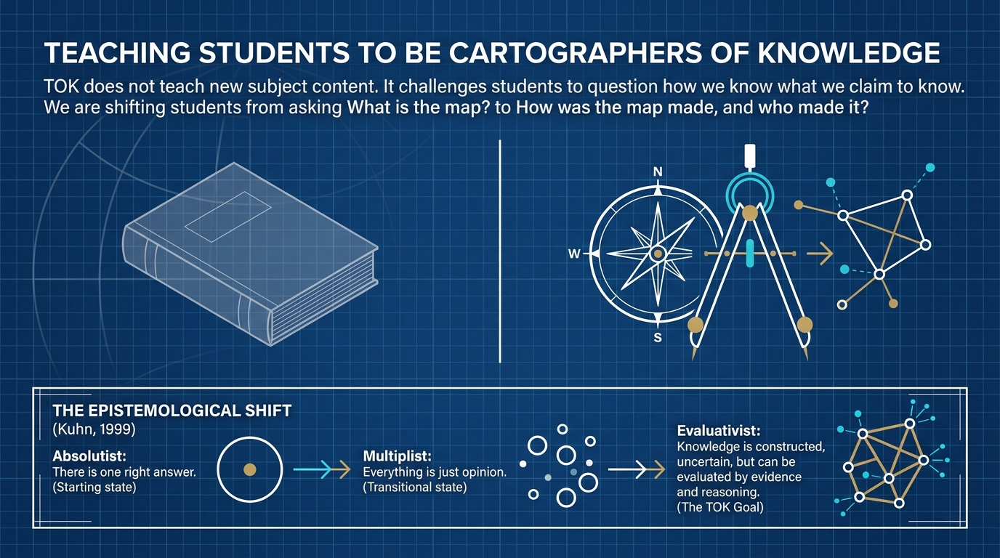 TEACHING STUDENTS TO BE CARTOGRAPHERS OF KNOWLEDGE
TOK does not teach new subject content. It challenges students to question how we know what we claim to know.
We are shifting students from asking What is the map? to How was the map made, and who made it?
N
W
S
THE EPISTEMOLOGICAL SHIFT
(Kuhn, 1999)
Absolutist:
There is one right answer.
(Starting state)
Multiplist:
Everything is just opinion.
(Transitional state)
Evaluativist:
Knowledge is constructed,
uncertain, but can be
evaluated by evidence
and reasoning.
(The TOK Goal)